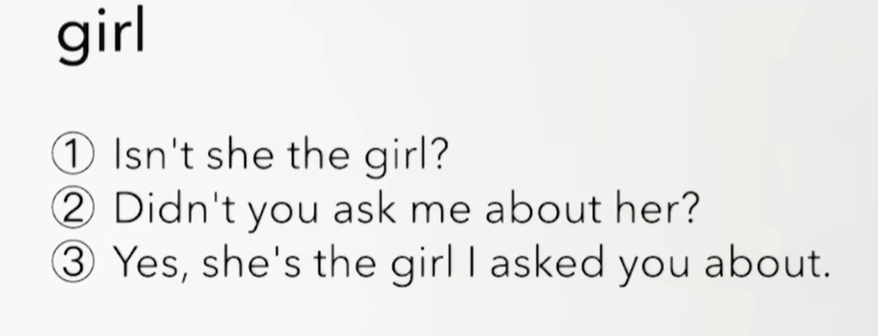 girl
① Isn't she the girl?
② Didn't you ask me about her?
③ Yes, she's the girl I asked you about.